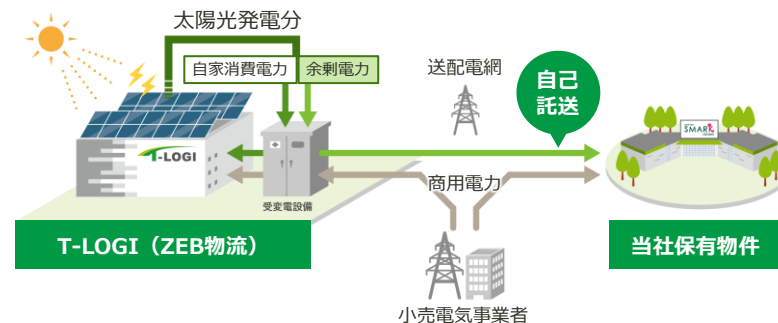 太陽光発電分
自家消費電力
余剰電力
送配電網
自己
託送
T-LOGI
SMARK
商用電力
受変電設備
T-LOGI（ZEB物流）
当社保有物件
小売電気事業者